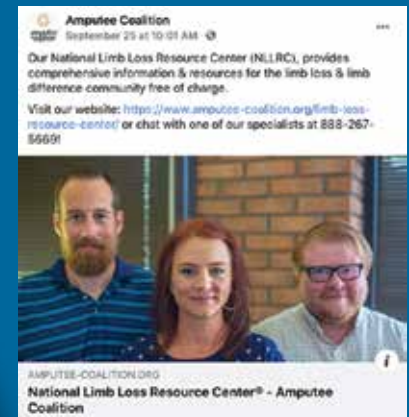 Amputee Coalition
September 25 at 10:01 AM
Our National Limb Loss Resource Center (NLLRC), provides
comprehensive information & resources for the limb loss & limb
difference community free of charge.
Visit our website: https://www.amputee-coalition.org/limb-loss-
resource-center/ or chat with one of our specialists at 888-267-
5669!
AMPUTEE-COALITION.ORG
National Limb Loss Resource Center® - Amputee
Coalition